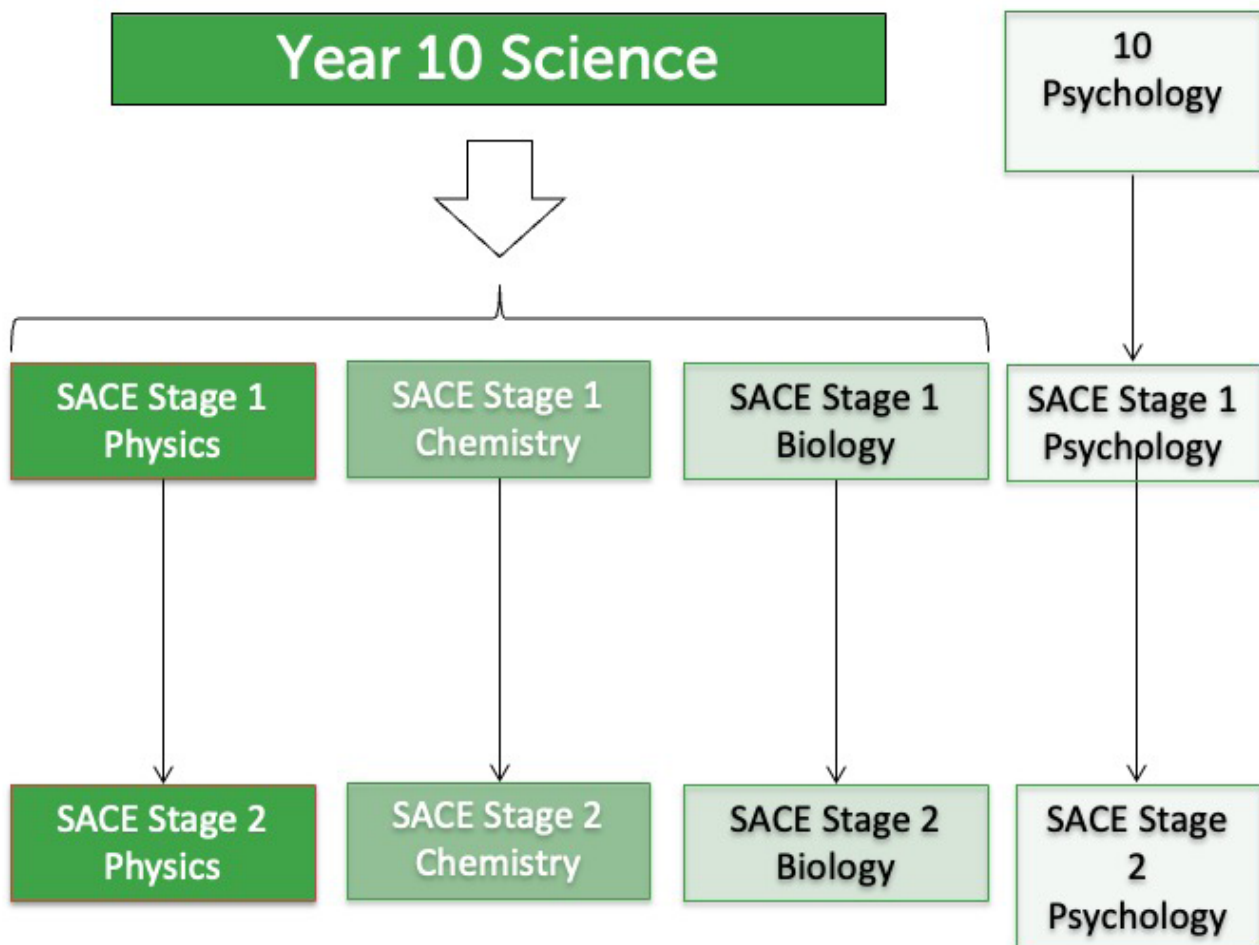 Year 10 Science
10
Psychology
SACE Stage 1
Physics
SACE Stage 1
Chemistry
SACE Stage 1
Biology
SACE Stage 1
Psychology
SACE Stage 2
Physics
SACE Stage 2
Chemistry
SACE Stage 2
Biology
SACE Stage
2
Psychology